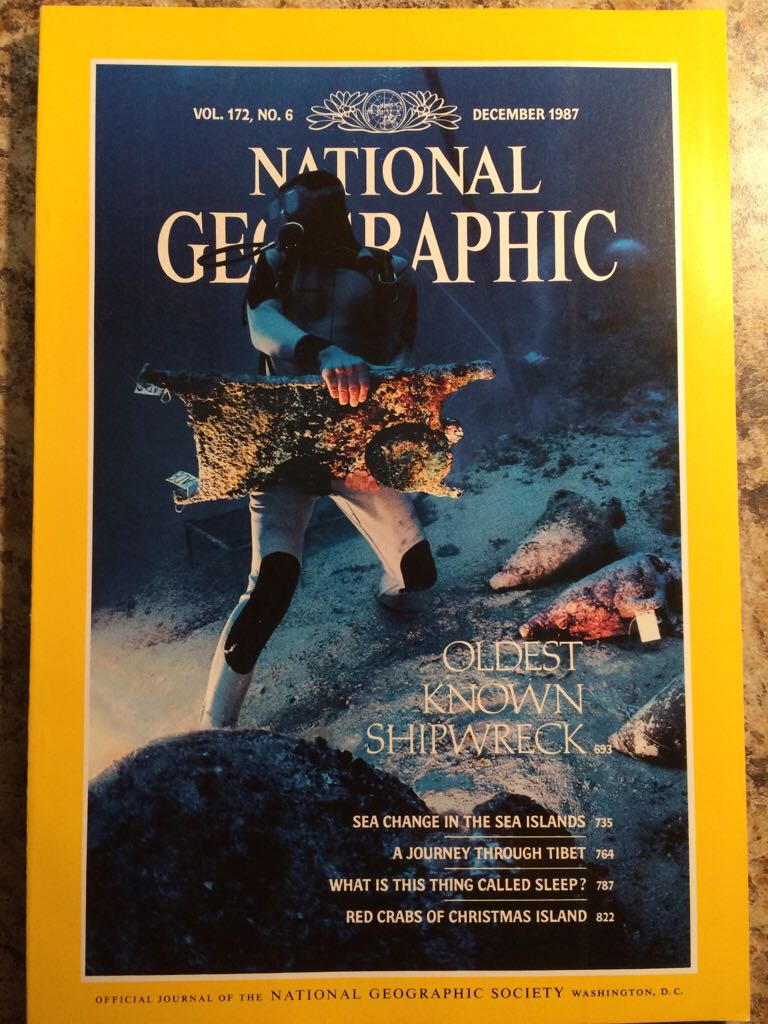 VOL. 172, NO. 6 DECEMBER 1987
NATIONAL
GEOGRAPHIC
OLDEST
KNOWN
SHIPWRECK 693
SEA CHANGE IN THE SEA ISLANDS 735
A JOURNEY THROUGH TIBET 764
WHAT IS THIS THING CALLED SLEEP? 787
RED CRABS OF CHRISTMAS ISLAND 822
OFFICIAL JOURNAL OF THE NATIONAL GEOGRAPHIC SOCIETY WASHINGTON, D.C.